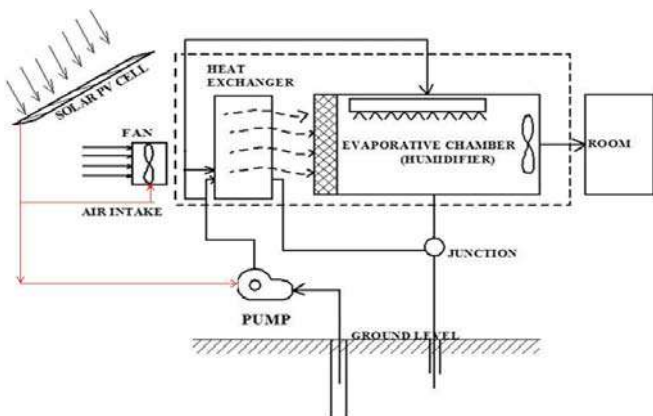 SOLAR PV CELL
HEAT
EXCHANGER
FAN
EVAPORATIVE CHAMBER
(HUMIDIFIER)
ROOM
AIR INTAKE
JUNCTION
PUMP
GROUND LEVEL